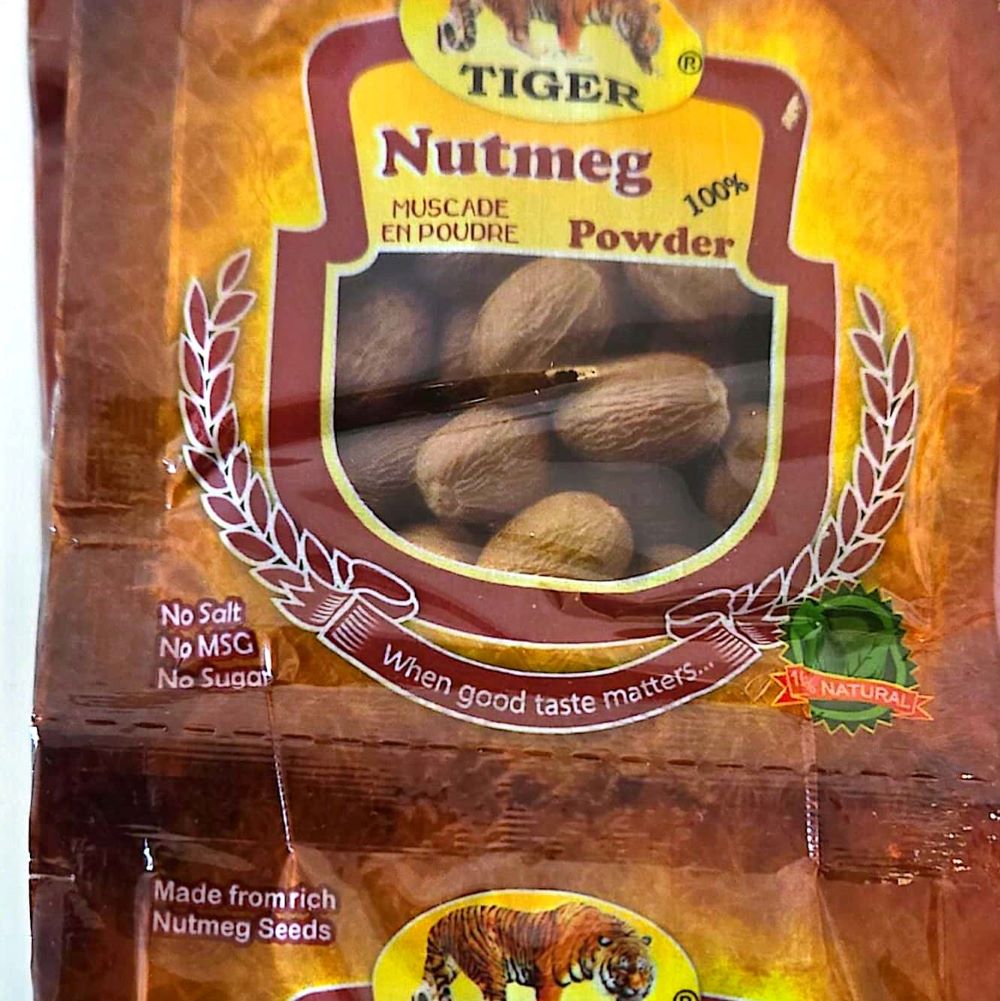 TIGER ®
Nutmeg
100%
MUSCADE
EN POUDRE
Powder
No Salt
No MSG
No Sugar
When good taste matters...
NATURAL
Made from rich
Nutmeg Seeds
®